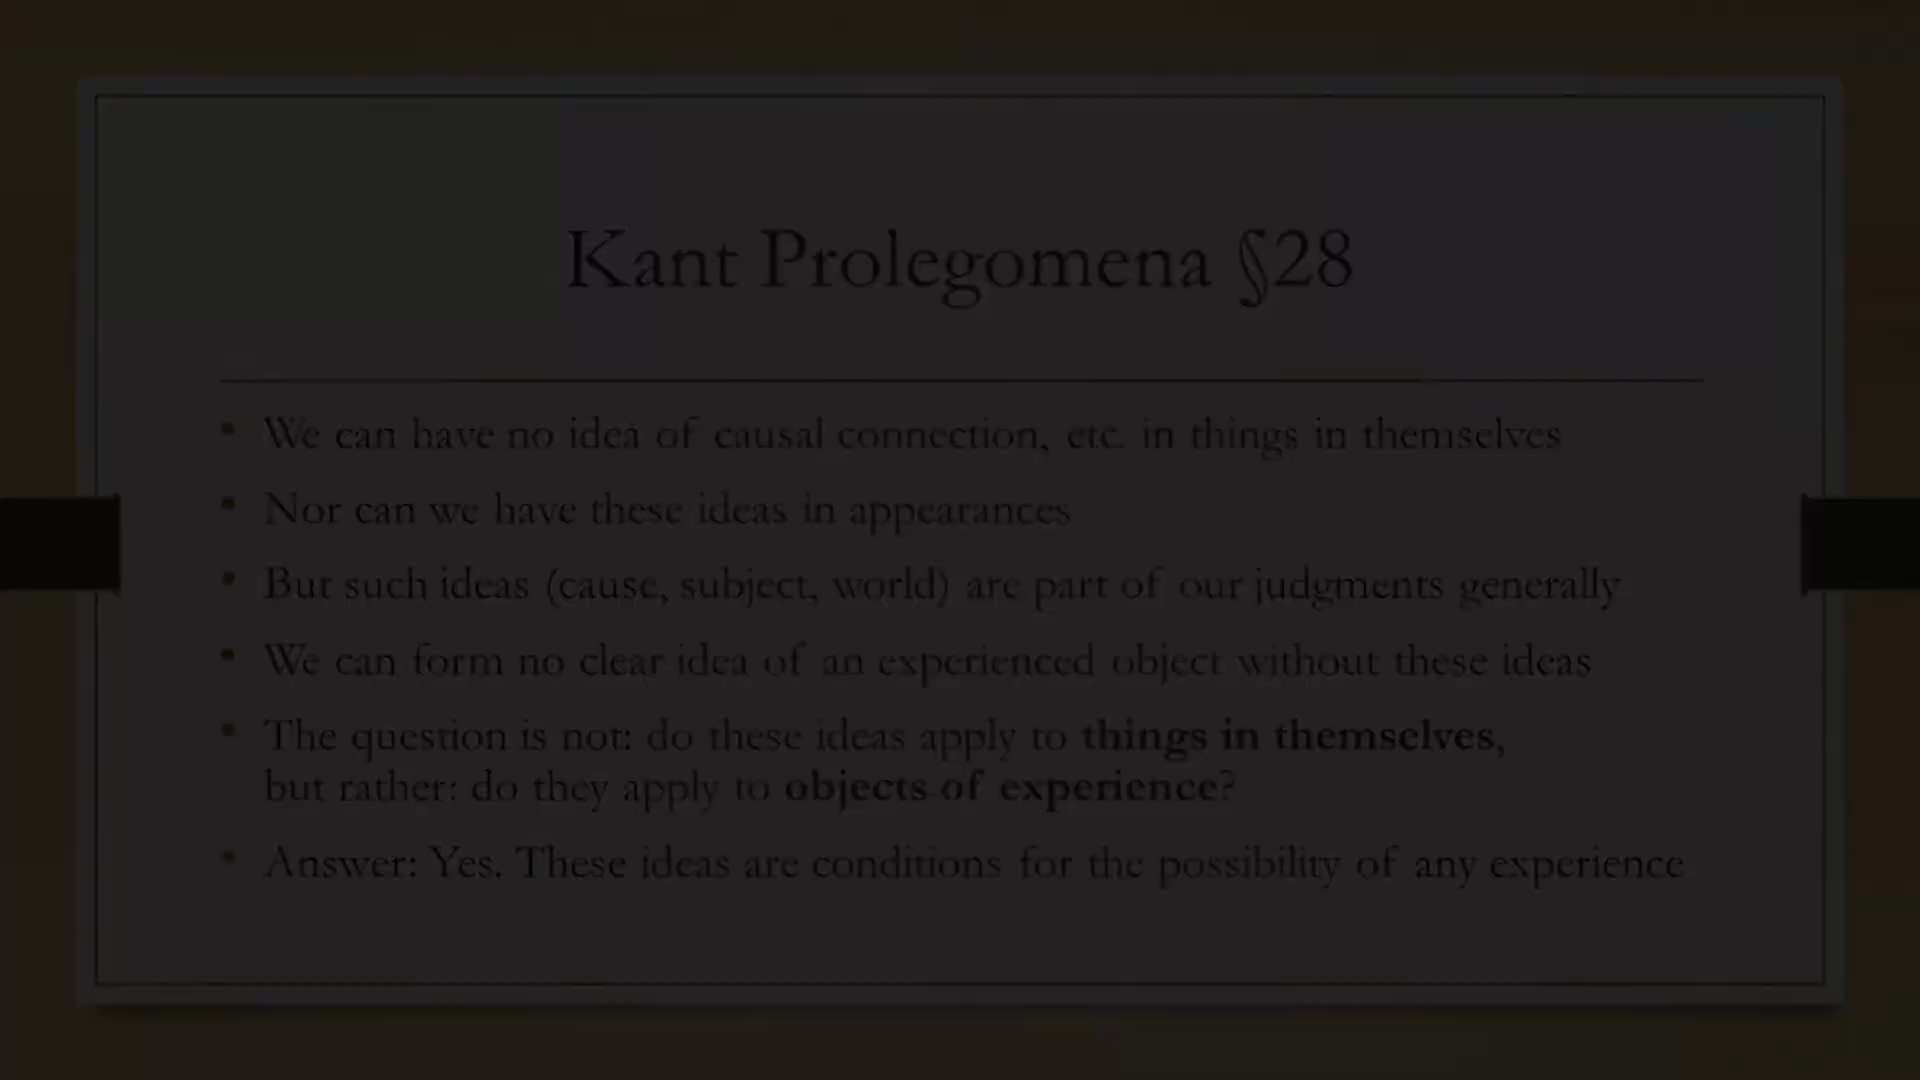 Kant Prolegomena §28
• We can have no idea of causal connection, etc. in things in themselves
• Nor can we have these ideas in appearances
• But such ideas (cause, subject, world) are part of our judgments generally
• We can form no clear idea of an experienced object without these ideas
• The question is not: do these ideas apply to things in themselves,
but rather: do they apply to objects of experience?
• Answer: Yes. These ideas are conditions for the possibility of any experience